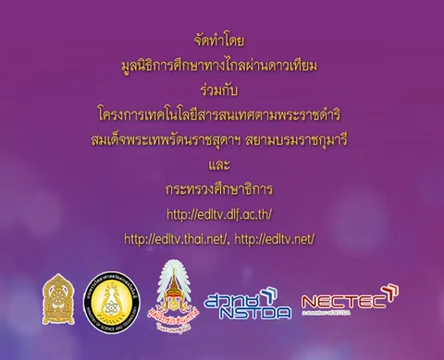 จัดทำโดย
มูลนิธิการศึกษาทางไกลผ่านดาวเทียม
ร่วมกับ
โครงการเทคโนโลยีสารสนเทศตามพระราชดำริ
สมเด็จพระเทพรัตนราชสุดาฯ สยามบรมราชกุมารี
และ
กระทรวงศึกษาธิการ
http://edltv.dlf.ac.th/
http://edltv.thai.net/, http://edltv.net/
สวทช
NSTDA
NECTEC
a member of NSTDA